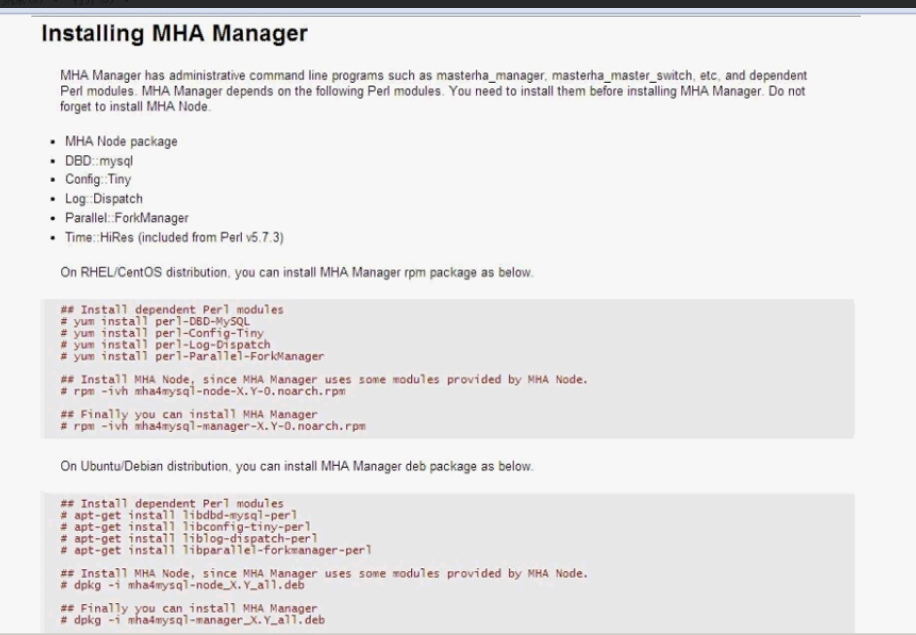 Installing MHA Manager
MHA Manager has administrative command line programs such as masterha_manager, masterha_master_switch, etc, and dependent
Perl modules. MHA Manager depends on the following Perl modules. You need to install them before installing MHA Manager. Do not
forget to install MHA Node.
• MHA Node package
• DBD::mysql
• Config::Tiny
• Log::Dispatch
• Parallel::ForkManager
• Time::HiRes (included from Perl v5.7.3)
On RHEL/CentOS distribution, you can install MHA Manager rpm package as below.
## Install dependent Perl modules
# yum install perl-DBD-MySQL
# yum install perl-Config-Tiny
# yum install perl-Log-Dispatch
# yum install perl-Parallel-ForkManager
## Install MHA Node, since MHA Manager uses some modules provided by MHA Node.
# rpm -ivh mha4mysql-node-X.Y-0.noarch.rpm
## Finally you can install MHA Manager
# rpm -ivh mha4mysql-manager-X.Y-0.noarch.rpm
On Ubuntu/Debian distribution, you can install MHA Manager deb package as below.
## Install dependent Perl modules
# apt-get install libdbd-mysql-perl
# apt-get install libconfig-tiny-perl
# apt-get install liblog-dispatch-perl
# apt-get install libparallel-forkmanager-perl
## Install MHA Node, since MHA Manager uses some modules provided by MHA Node.
# dpkg -i mha4mysql-node_X.Y_all.deb
## Finally you can install MHA Manager
# dpkg -i mha4mysql-manager_X.Y_all.deb